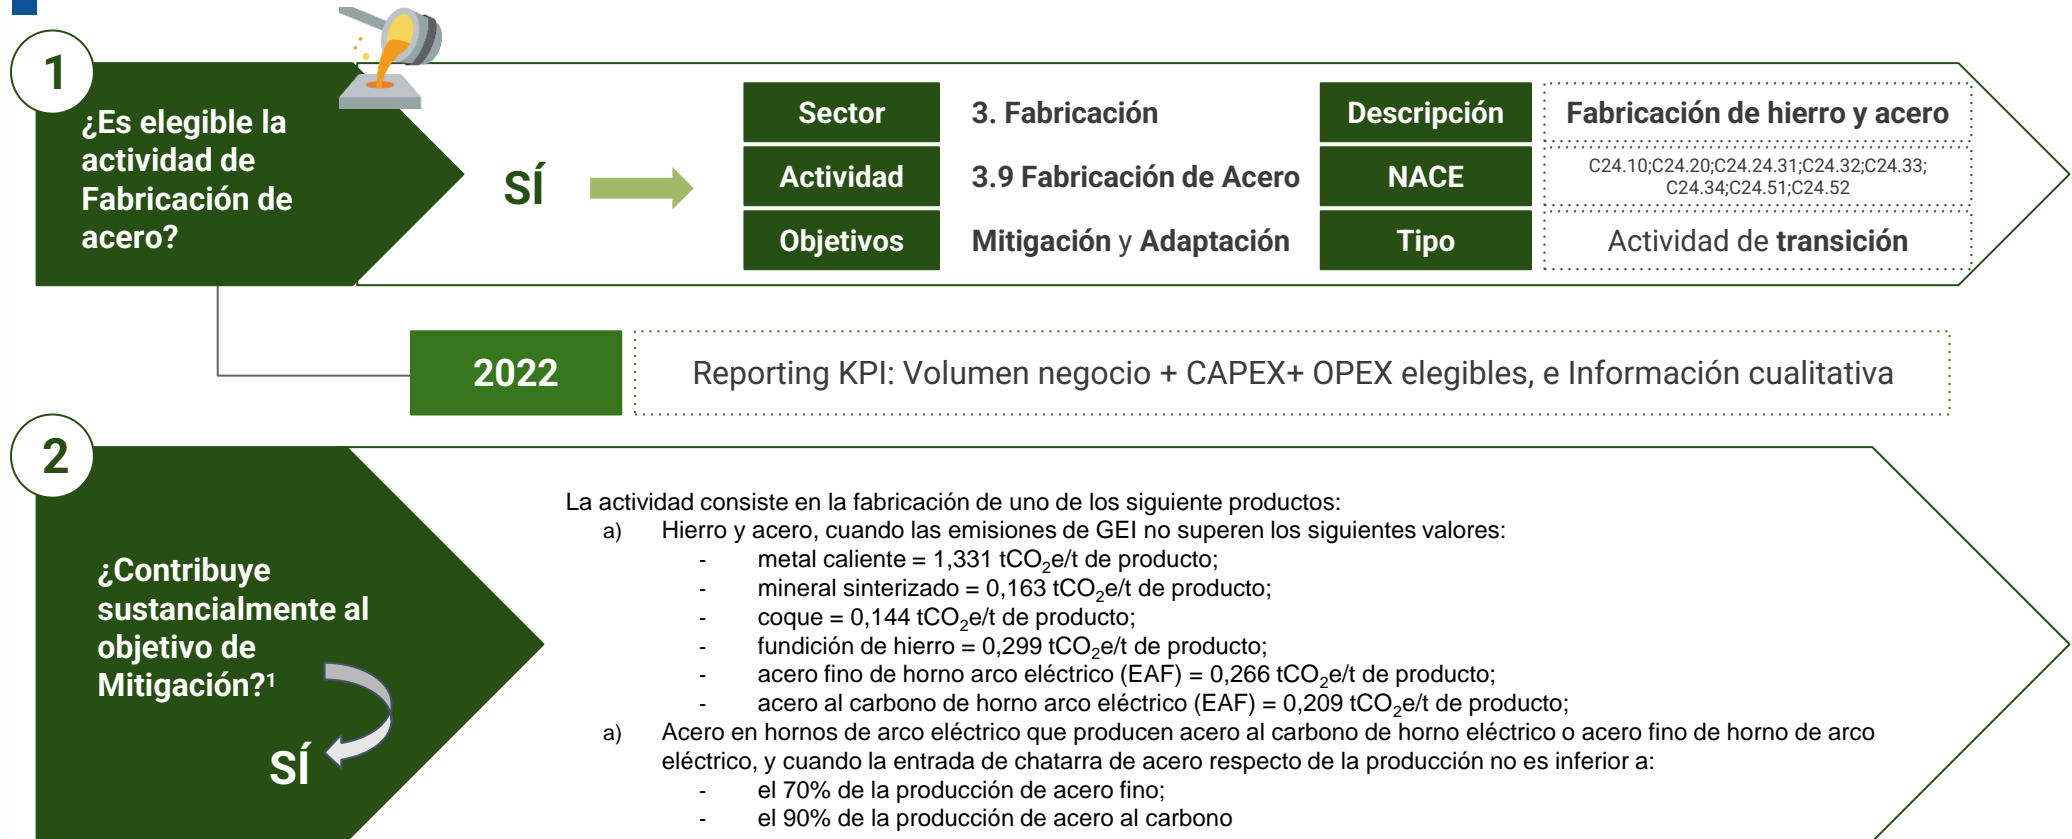 1
¿Es elegible la
actividad de
Fabricación de
acero?
SÍ
Sector
3. Fabricación
Descripción
Fabricación de hierro y acero
Actividad
3.9 Fabricación de Acero
NACE
C24.10;C24.20;C24.24.31;C24.32;C24.33;
C24.34;C24.51;C24.52
Objetivos
Mitigación y Adaptación
Tipo
Actividad de transición
2022
Reporting KPI: Volumen negocio + CAPEX+ OPEX elegibles, e Información cualitativa
2
¿Contribuye
sustancialmente al
objetivo de
Mitigación?¹
SÍ
La actividad consiste en la fabricación de uno de los siguiente productos:
a) Hierro y acero, cuando las emisiones de GEI no superen los siguientes valores:
- metal caliente = 1,331 tCO₂e/t de producto;
- mineral sinterizado = 0,163 tCO₂e/t de producto;
- coque = 0,144 tCO₂e/t de producto;
- fundición de hierro = 0,299 tCO₂e/t de producto;
- acero fino de horno arco eléctrico (EAF) = 0,266 tCO₂e/t de producto;
- acero al carbono de horno arco eléctrico (EAF) = 0,209 tCO₂e/t de producto;
a) Acero en hornos de arco eléctrico que producen acero al carbono de horno eléctrico o acero fino de horno de arco
eléctrico, y cuando la entrada de chatarra de acero respecto de la producción no es inferior a:
- el 70% de la producción de acero fino;
- el 90% de la producción de acero al carbono